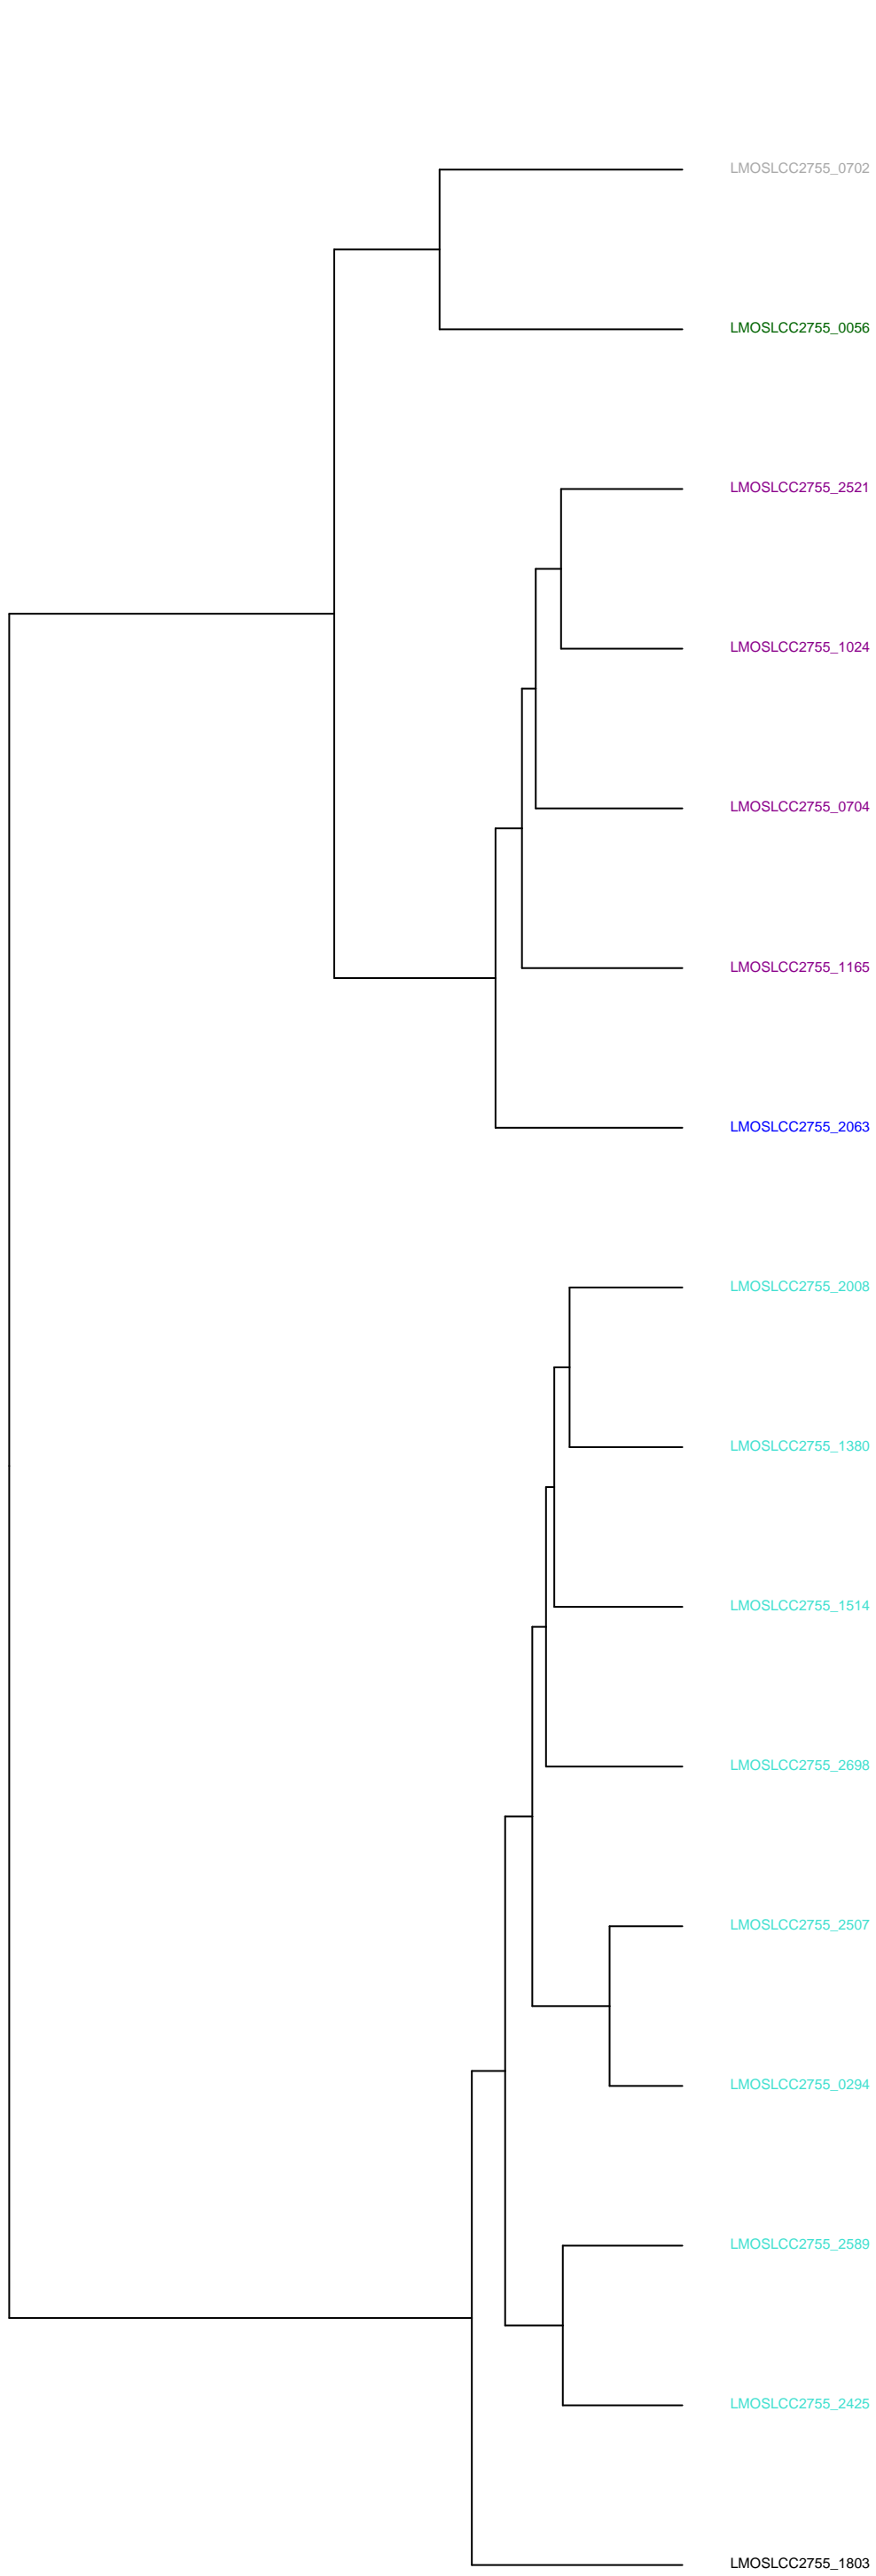 LMOSLCC2755_0702
LMOSLCC2755_0056
LMOSLCC2755_2521
LMOSLCC2755_1024
LMOSLCC2755_0704
LMOSLCC2755_1165
LMOSLCC2755_2063
LMOSLCC2755_2008
LMOSLCC2755_1380
LMOSLCC2755_1514
LMOSLCC2755_2698
LMOSLCC2755_2507
LMOSLCC2755_0294
LMOSLCC2755_2589
LMOSLCC2755_2425
LMOSLCC2755_1803